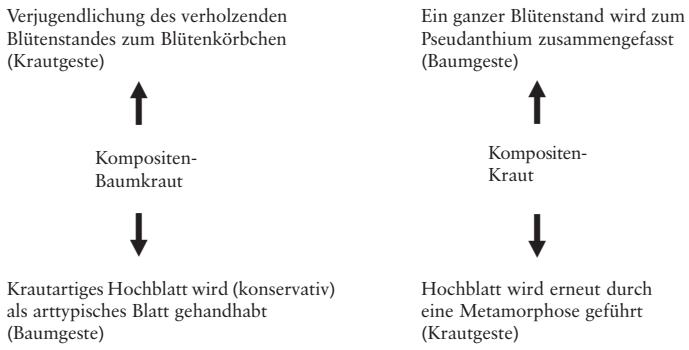 Verjugendlichung des verholzenden
Blütenstandes zum Blütenkörbchen
(Krautgeste)
Kompositen-
Baumkraut
Krautartiges Hochblatt wird (konservativ)
als arttypisches Blatt gehandhabt
(Baumgeste)
Ein ganzer Blütenstand wird zum
Pseudanthium zusammengefasst
(Baumgeste)
Kompositen-
Kraut
Hochblatt wird erneut durch
eine Metamorphose geführt
(Krautgeste)